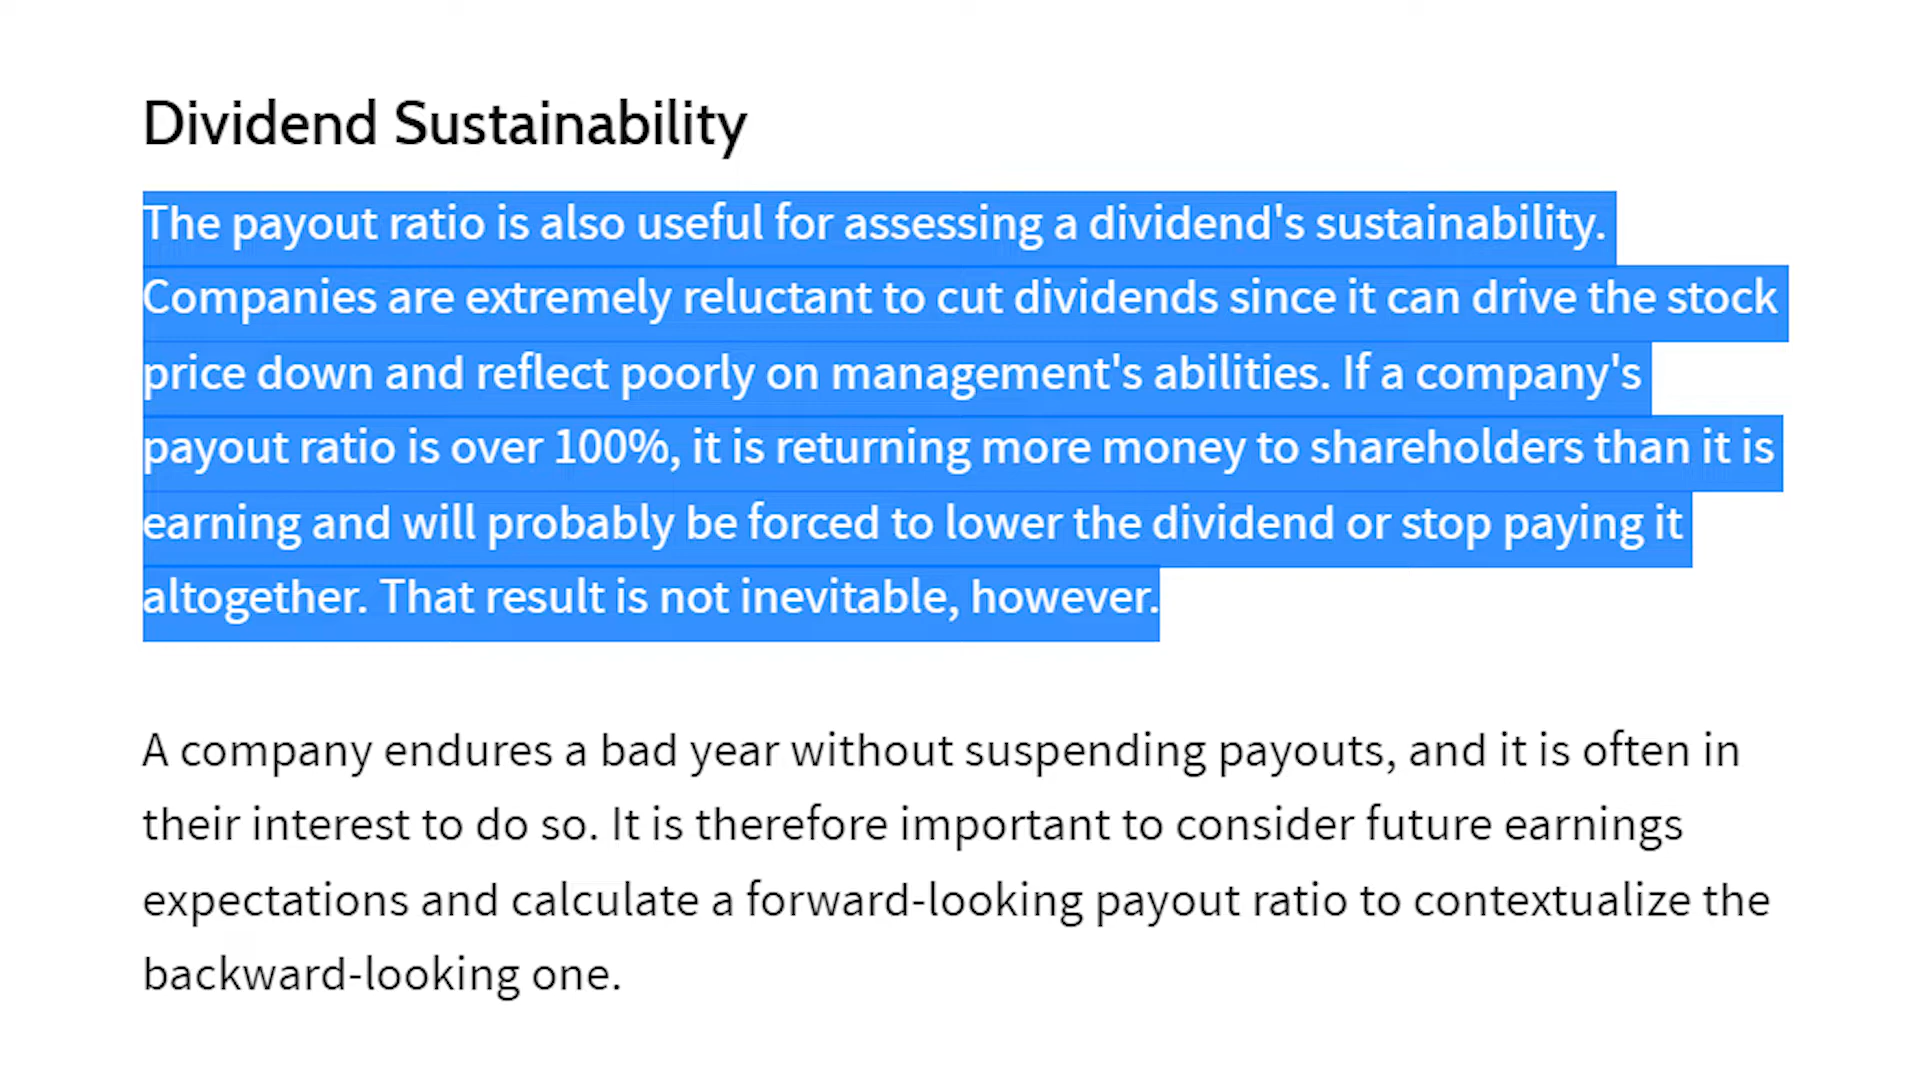 Dividend Sustainability
The payout ratio is also useful for assessing a dividend's sustainability.
Companies are extremely reluctant to cut dividends since it can drive the stock
price down and reflect poorly on management's abilities. If a company's
payout ratio is over 100%, it is returning more money to shareholders than it is
earning and will probably be forced to lower the dividend or stop paying it
altogether. That result is not inevitable, however.
A company endures a bad year without suspending payouts, and it is often in
their interest to do so. It is therefore important to consider future earnings
expectations and calculate a forward-looking payout ratio to contextualize the
backward-looking one.